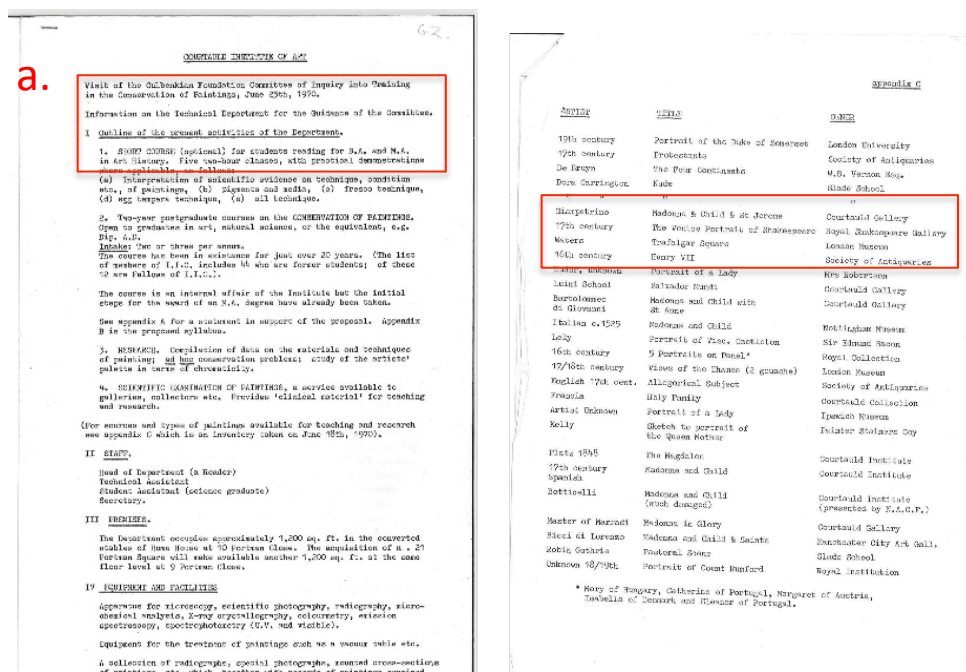 62.
COURTAULD INSTITUTE OF ART
a.
Visit of the Gulbenkian Foundation Committee of Inquiry into Training
in the Conservation of Paintings, June 25th, 1970.
Information on the Technical Department for the Guidance of the Committee.
I Outline of the present activities of the Department.
1. SHORT COURSE (optional) for students reading for B.A. and M.A.
in Art History. Five two-hour classes, with practical demonstrations
where applicable, as follows:
(a) Interpretation of scientific evidence on technique, condition
etc., of paintings, (b) pigments and media, (c) fresco technique,
(d) egg tempera technique, (e) oil technique.
2. Two-year postgraduate courses on the CONSERVATION OF PAINTINGS.
Open to graduates in art, natural science, or the equivalent, e.g.
Dip. A.D.
Intake: Two or three per annum.
The course has been in existence for just over 20 years. (The list
of members of I.I.C. includes 44 who are former students; of these
12 are Fellows of I.I.C.).
The course is an internal affair of the Institute but the initial
steps for the award of an M.A. degree have already been taken.
See appendix A for a statement in support of the proposal. Appendix
B is the proposed syllabus.
3. RESEARCH. Compilation of data on the materials and techniques
of painting; ad hoc conservation problems; study of the artists'
palette in terms of chromaticity.
4. SCIENTIFIC EXAMINATION OF PAINTINGS, a service available to
galleries, collectors etc. Provides 'clinical material' for teaching
and research.
(For sources and types of paintings available for teaching and research
see appendix C which is an inventory taken on June 18th, 1970).
II STAFF.
Head of Department (a Reader)
Technical Assistant
Student Assistant (science graduate)
Secretary.
III PREMISES.
The Department occupies approximately 1,200 sq. ft. in the converted
stables of Home House at 10 Portman Close. The acquisition of n. 21
Portman Square will make available another 1,200 sq. ft. at the same
floor level at 9 Portman Close.
IV EQUIPMENT AND FACILITIES
Apparatus for microscopy, scientific photography, radiography, micro-
chemical analysis, X-ray crystallography, colourmetry, emission
spectroscopy, spectrophotometry (U.V. and visible).
Equipment for the treatment of paintings such as a vacuum table etc.
A collection of radiographs, special photographs, mounted cross-sections
of paintings, etc. which, together with records of paintings examined
Appendix C
ARTIST TITLE OWNER
19th century Portrait of the Duke of Somerset London University
17th century Protestants Society of Antiquaries
De Bruyn The Four Continents W.B. Vernon Esq.
Dora Carrington Nude Slade School
" " "
Giampetrino Madonna & Child & St Jerome Courtauld Gallery
17th century The Venice Portrait of Shakespeare Royal Shakespeare Gallery
Waters Trafalgar Square London Museum
16th century Henry VII Society of Antiquaries
Tudor, unknown Portrait of a Lady Mrs Robertson
Luini School Salvador Mundi Courtauld Gallery
Bartolommeo Madonna and Child with Courtauld Gallery
di Giovanni St Anne
Italian c.1525 Madonna and Child Nottingham Museum
Lely Portrait of Visc. Castleton Sir Edmund Bacon
16th century 5 Portraits on Panel* Royal Collection
17/18th century Views of the Thames (2 gouache) London Museum
English 17th cent. Allegorical Subject Society of Antiquaries
Francia Holy Family Courtauld Collection
Artist Unknown Portrait of a Lady Ipswich Museum
Kelly Sketch to portrait of Painter Stainers Coy
the Queen Mother
1848 The Magdalen Courtauld Institute
17th century Madonna and Child Courtauld Institute
Spanish
Botticelli Madonna and Child Courtauld Institute
(much damaged) (presented by N.A.C.F.)
Master of Marradi Madonna in Glory Courtauld Gallery
Bicci di Lorenzo Madonna and Child & Saints Manchester City Art Gall.
Robin Guthrie Pastoral Scene Slade School
Unknown 18/19th Portrait of Count Rumford Royal Institution
* Mary of Hungary, Catherine of Portugal, Margaret of Austria,
Isabella of Denmark and Eleanor of Portugal.